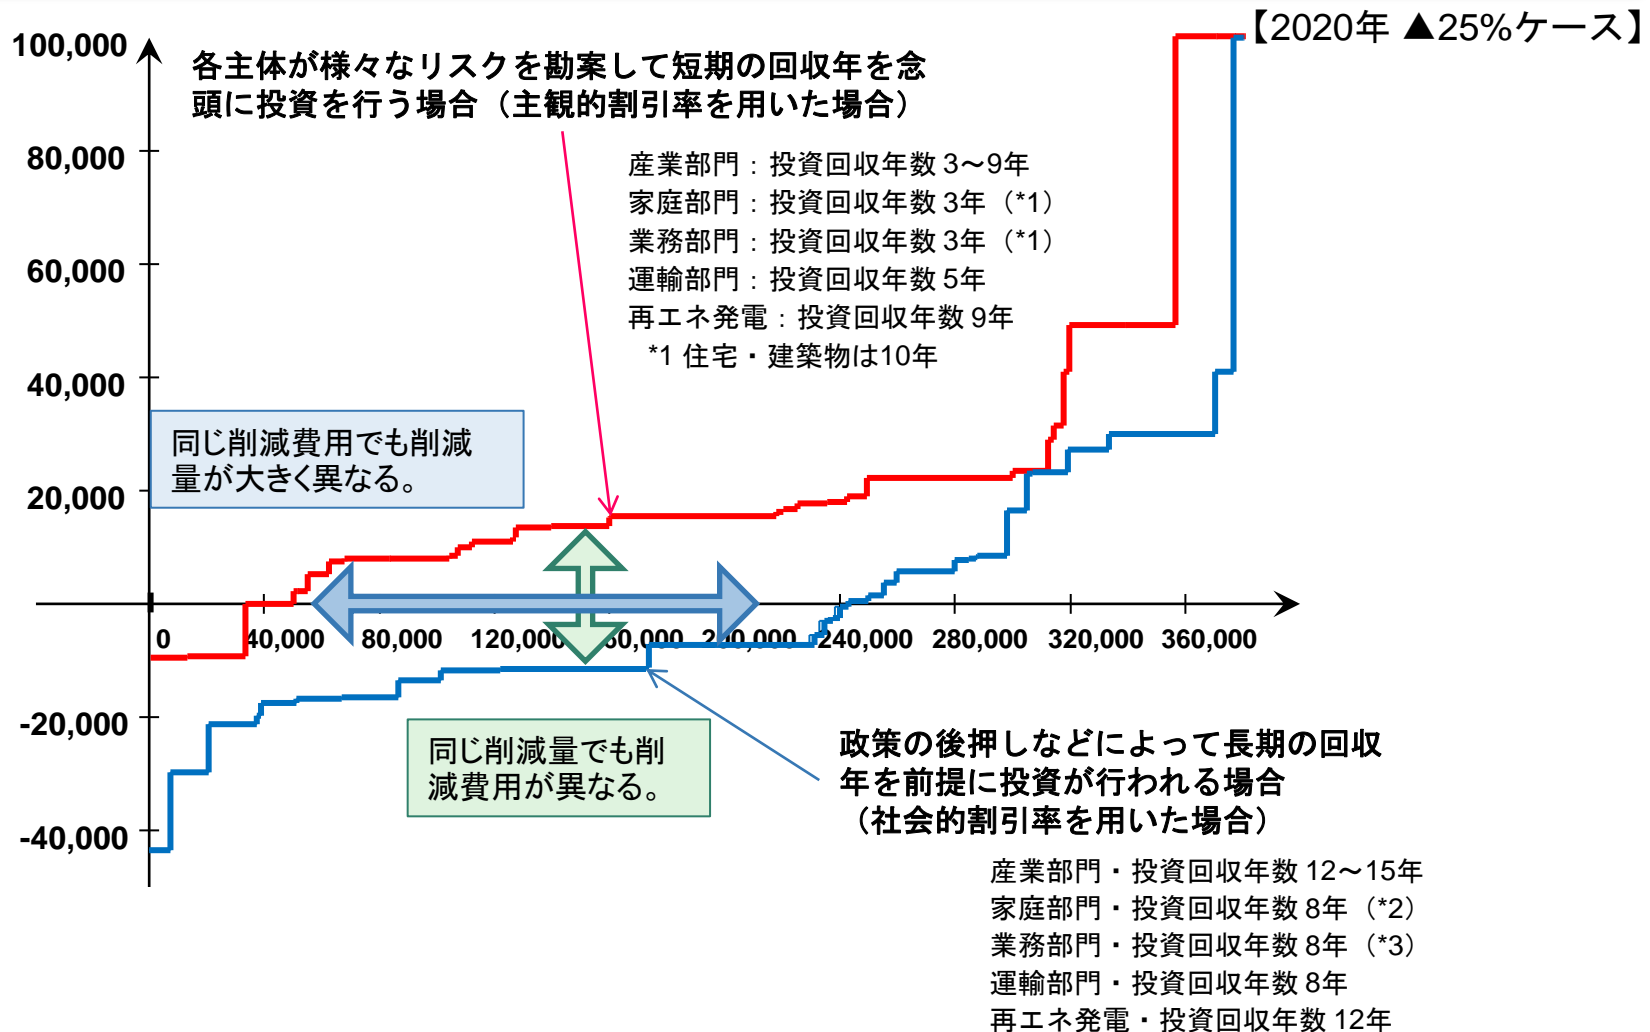 【2020年 ▲25%ケース】
100,000
80,000
60,000
40,000
20,000
-20,000
-40,000
各主体が様々なリスクを勘案して短期の回収年を念
頭に投資を行う場合（主観的割引率を用いた場合）
産業部門：投資回収年数 3～9年
家庭部門：投資回収年数 3年（*1）
業務部門：投資回収年数 3年（*1）
運輸部門：投資回収年数 5年
再エネ発電：投資回収年数 9年
*1 住宅・建築物は10年
同じ削減費用でも削減
量が大きく異なる。
0 40,000 80,000 120,000 200,000 240,000 280,000 320,000 360,000
同じ削減量でも削
減費用が異なる。
政策の後押しなどによって長期の回収
年を前提に投資が行われる場合
（社会的割引率を用いた場合）
産業部門・投資回収年数 12～15年
家庭部門・投資回収年数 8年（*2）
業務部門・投資回収年数 8年（*3）
運輸部門・投資回収年数 8年
再エネ発電・投資回収年数 12年